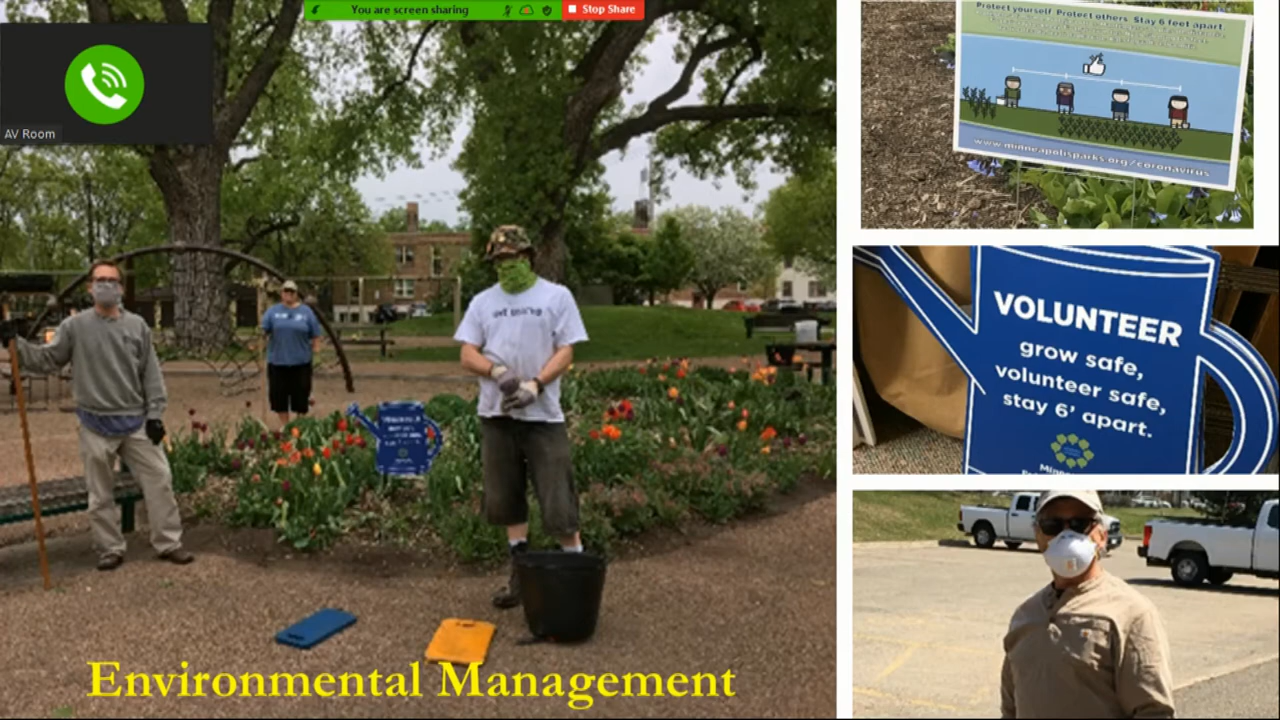 You are screen sharing
Stop Share
AV Room
Environmental Management
Protect yourself. Protect others. Stay 6 feet apart.
www.minneapolisparks.org/coronavirus
VOLUNTEER
grow safe,
volunteer safe,
stay 6' apart.